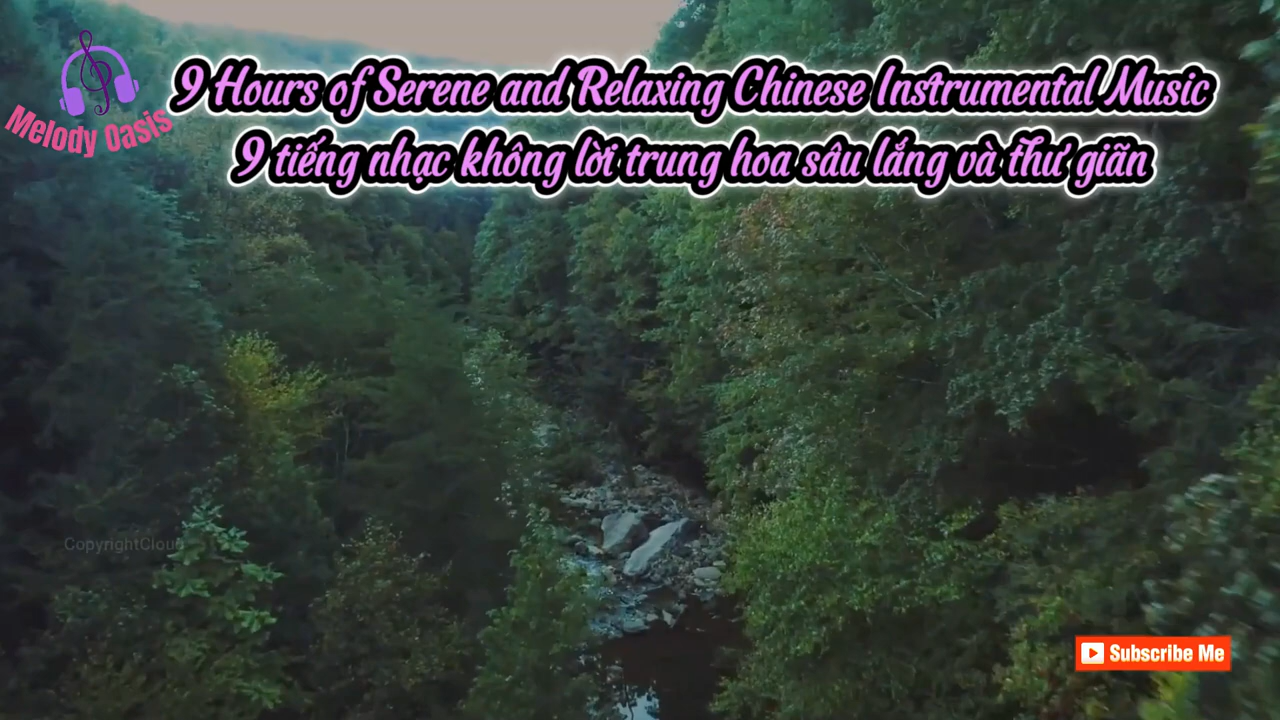 Melody Oasis
9 Hours of Serene and Relaxing Chinese Instrumental Music
9 tiếng nhạc không lời trung hoa sâu lắng và thư giãn
CopyrightCloud
Subscribe Me